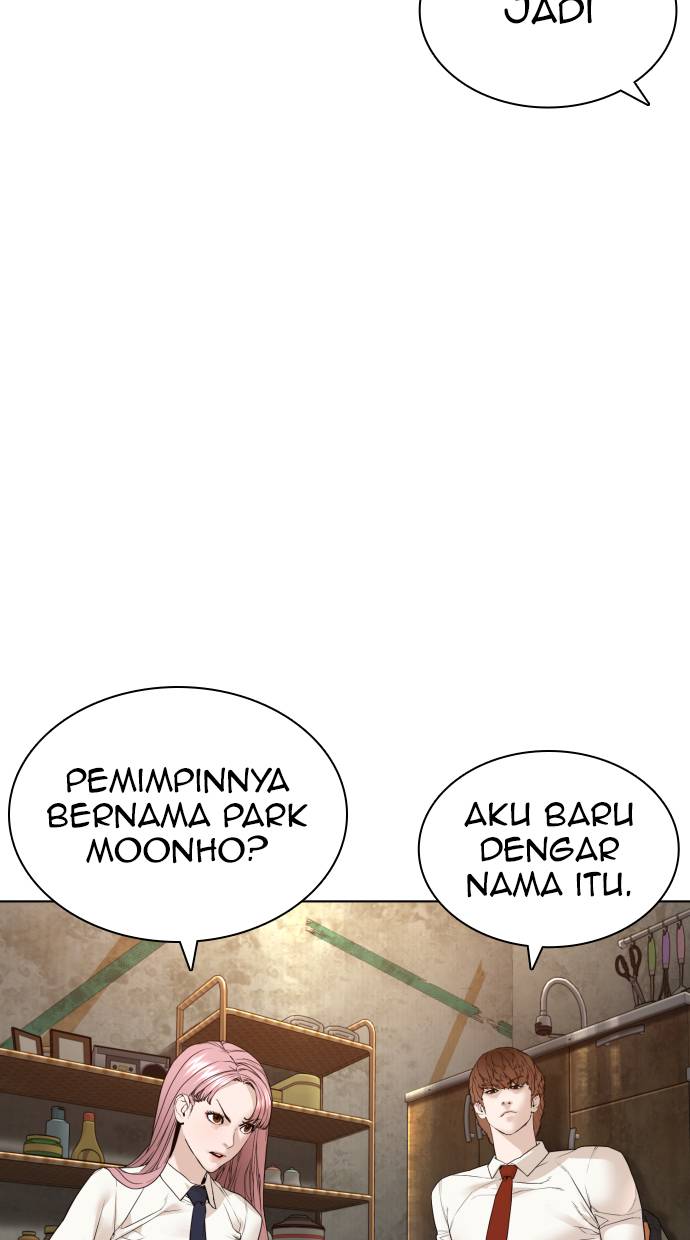 JADI
PEMIMPINNYA
BERNAMA PARK
MOONHO?
AKU BARU
DENGAR
NAMA ITU.